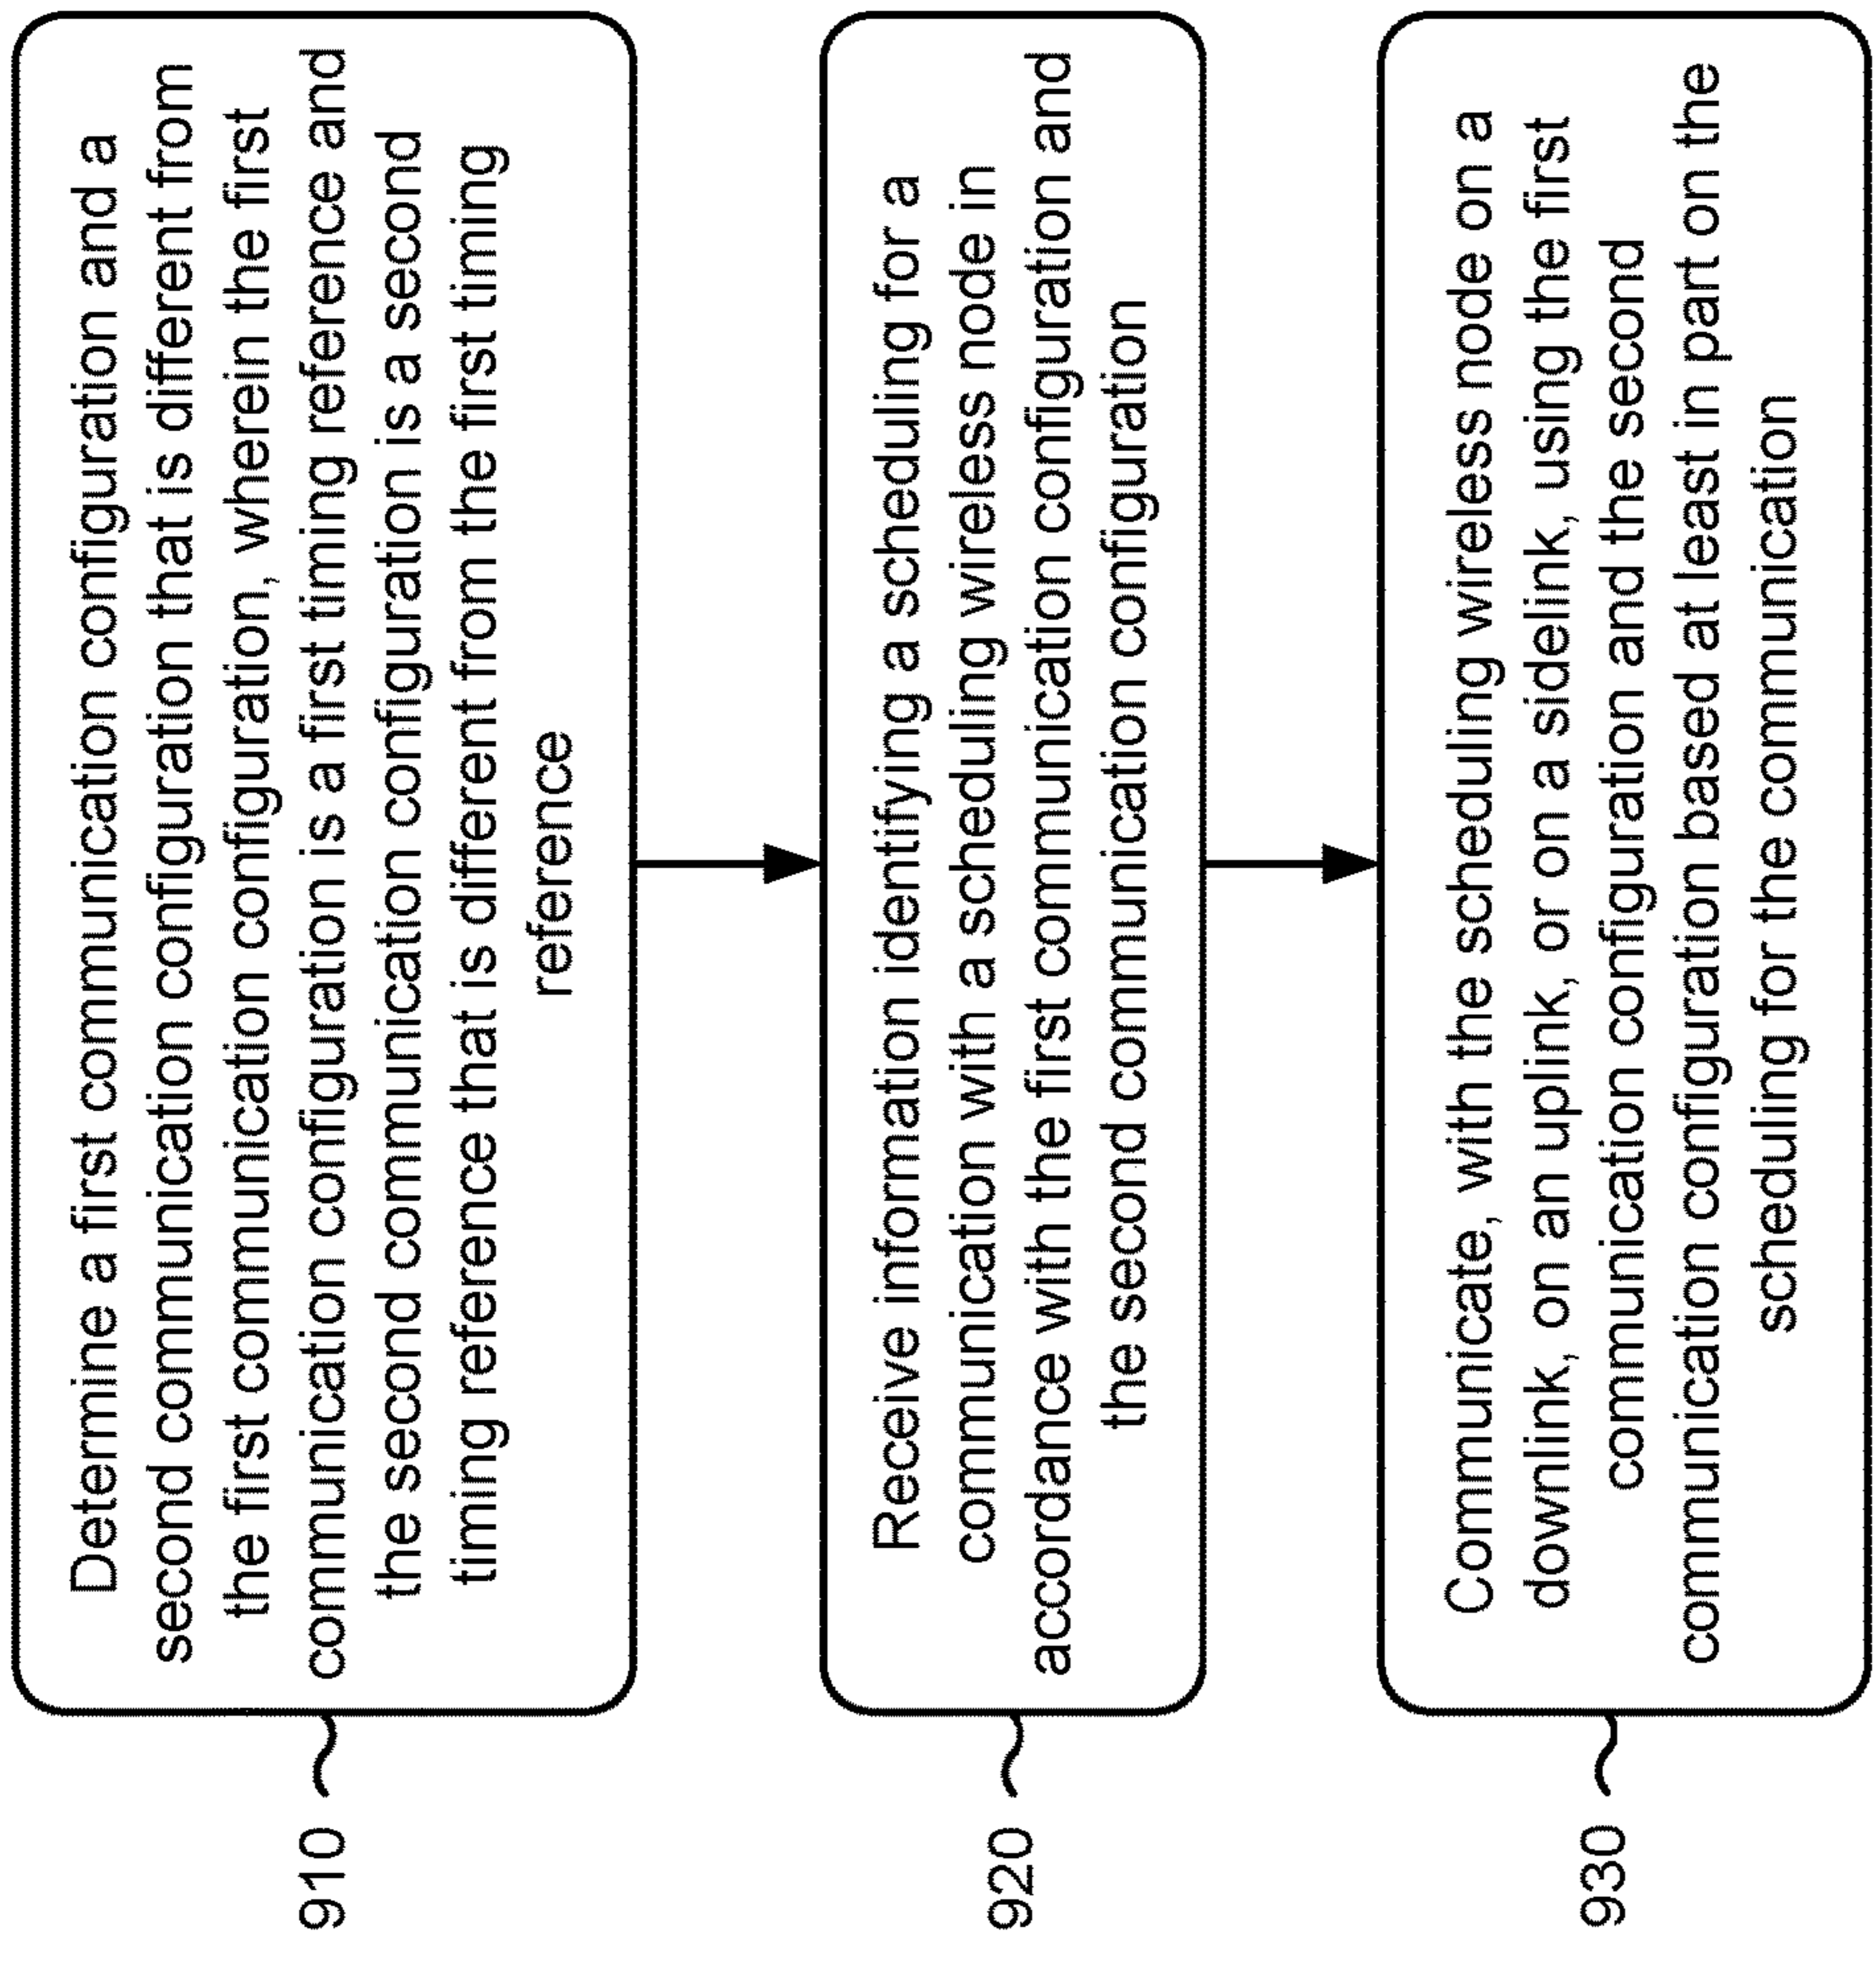 910
Determine a first communication configuration and a
second communication configuration that is different from
the first communication configuration, wherein the first
communication configuration is a first timing reference and
the second communication configuration is a second
timing reference that is different from the first timing
reference
920
Receive information identifying a scheduling for a
communication with a scheduling wireless node in
accordance with the first communication configuration and
the second communication configuration
930
Communicate, with the scheduling wireless node on a
downlink, on an uplink, or on a sidelink, using the first
communication configuration and the second
communication configuration based at least in part on the
scheduling for the communication